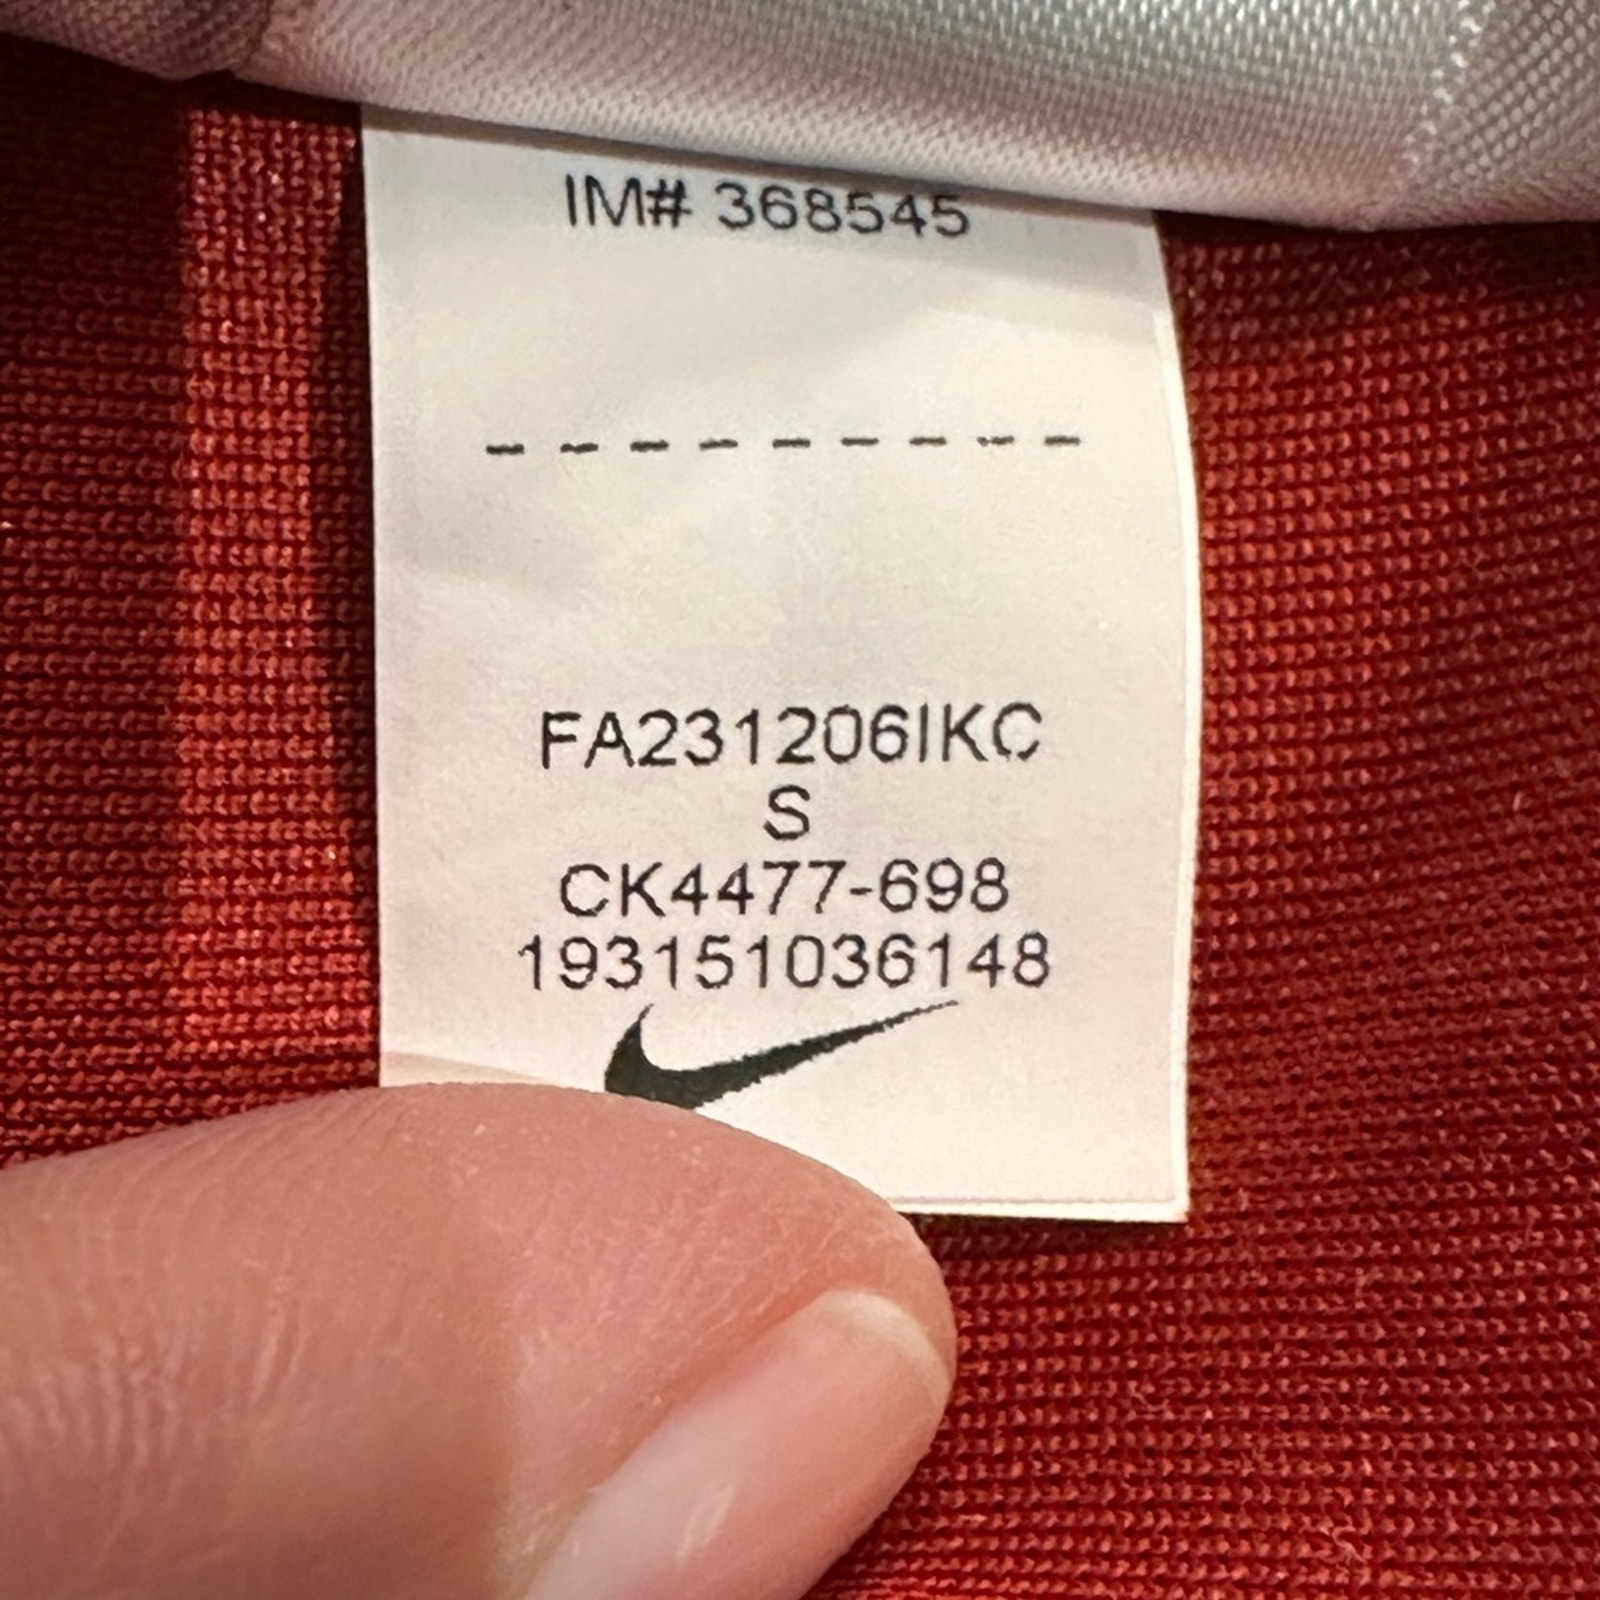 IM# 368545
- - - - - - - - -
FA231206IKC
S
CK4477-698
193151036148